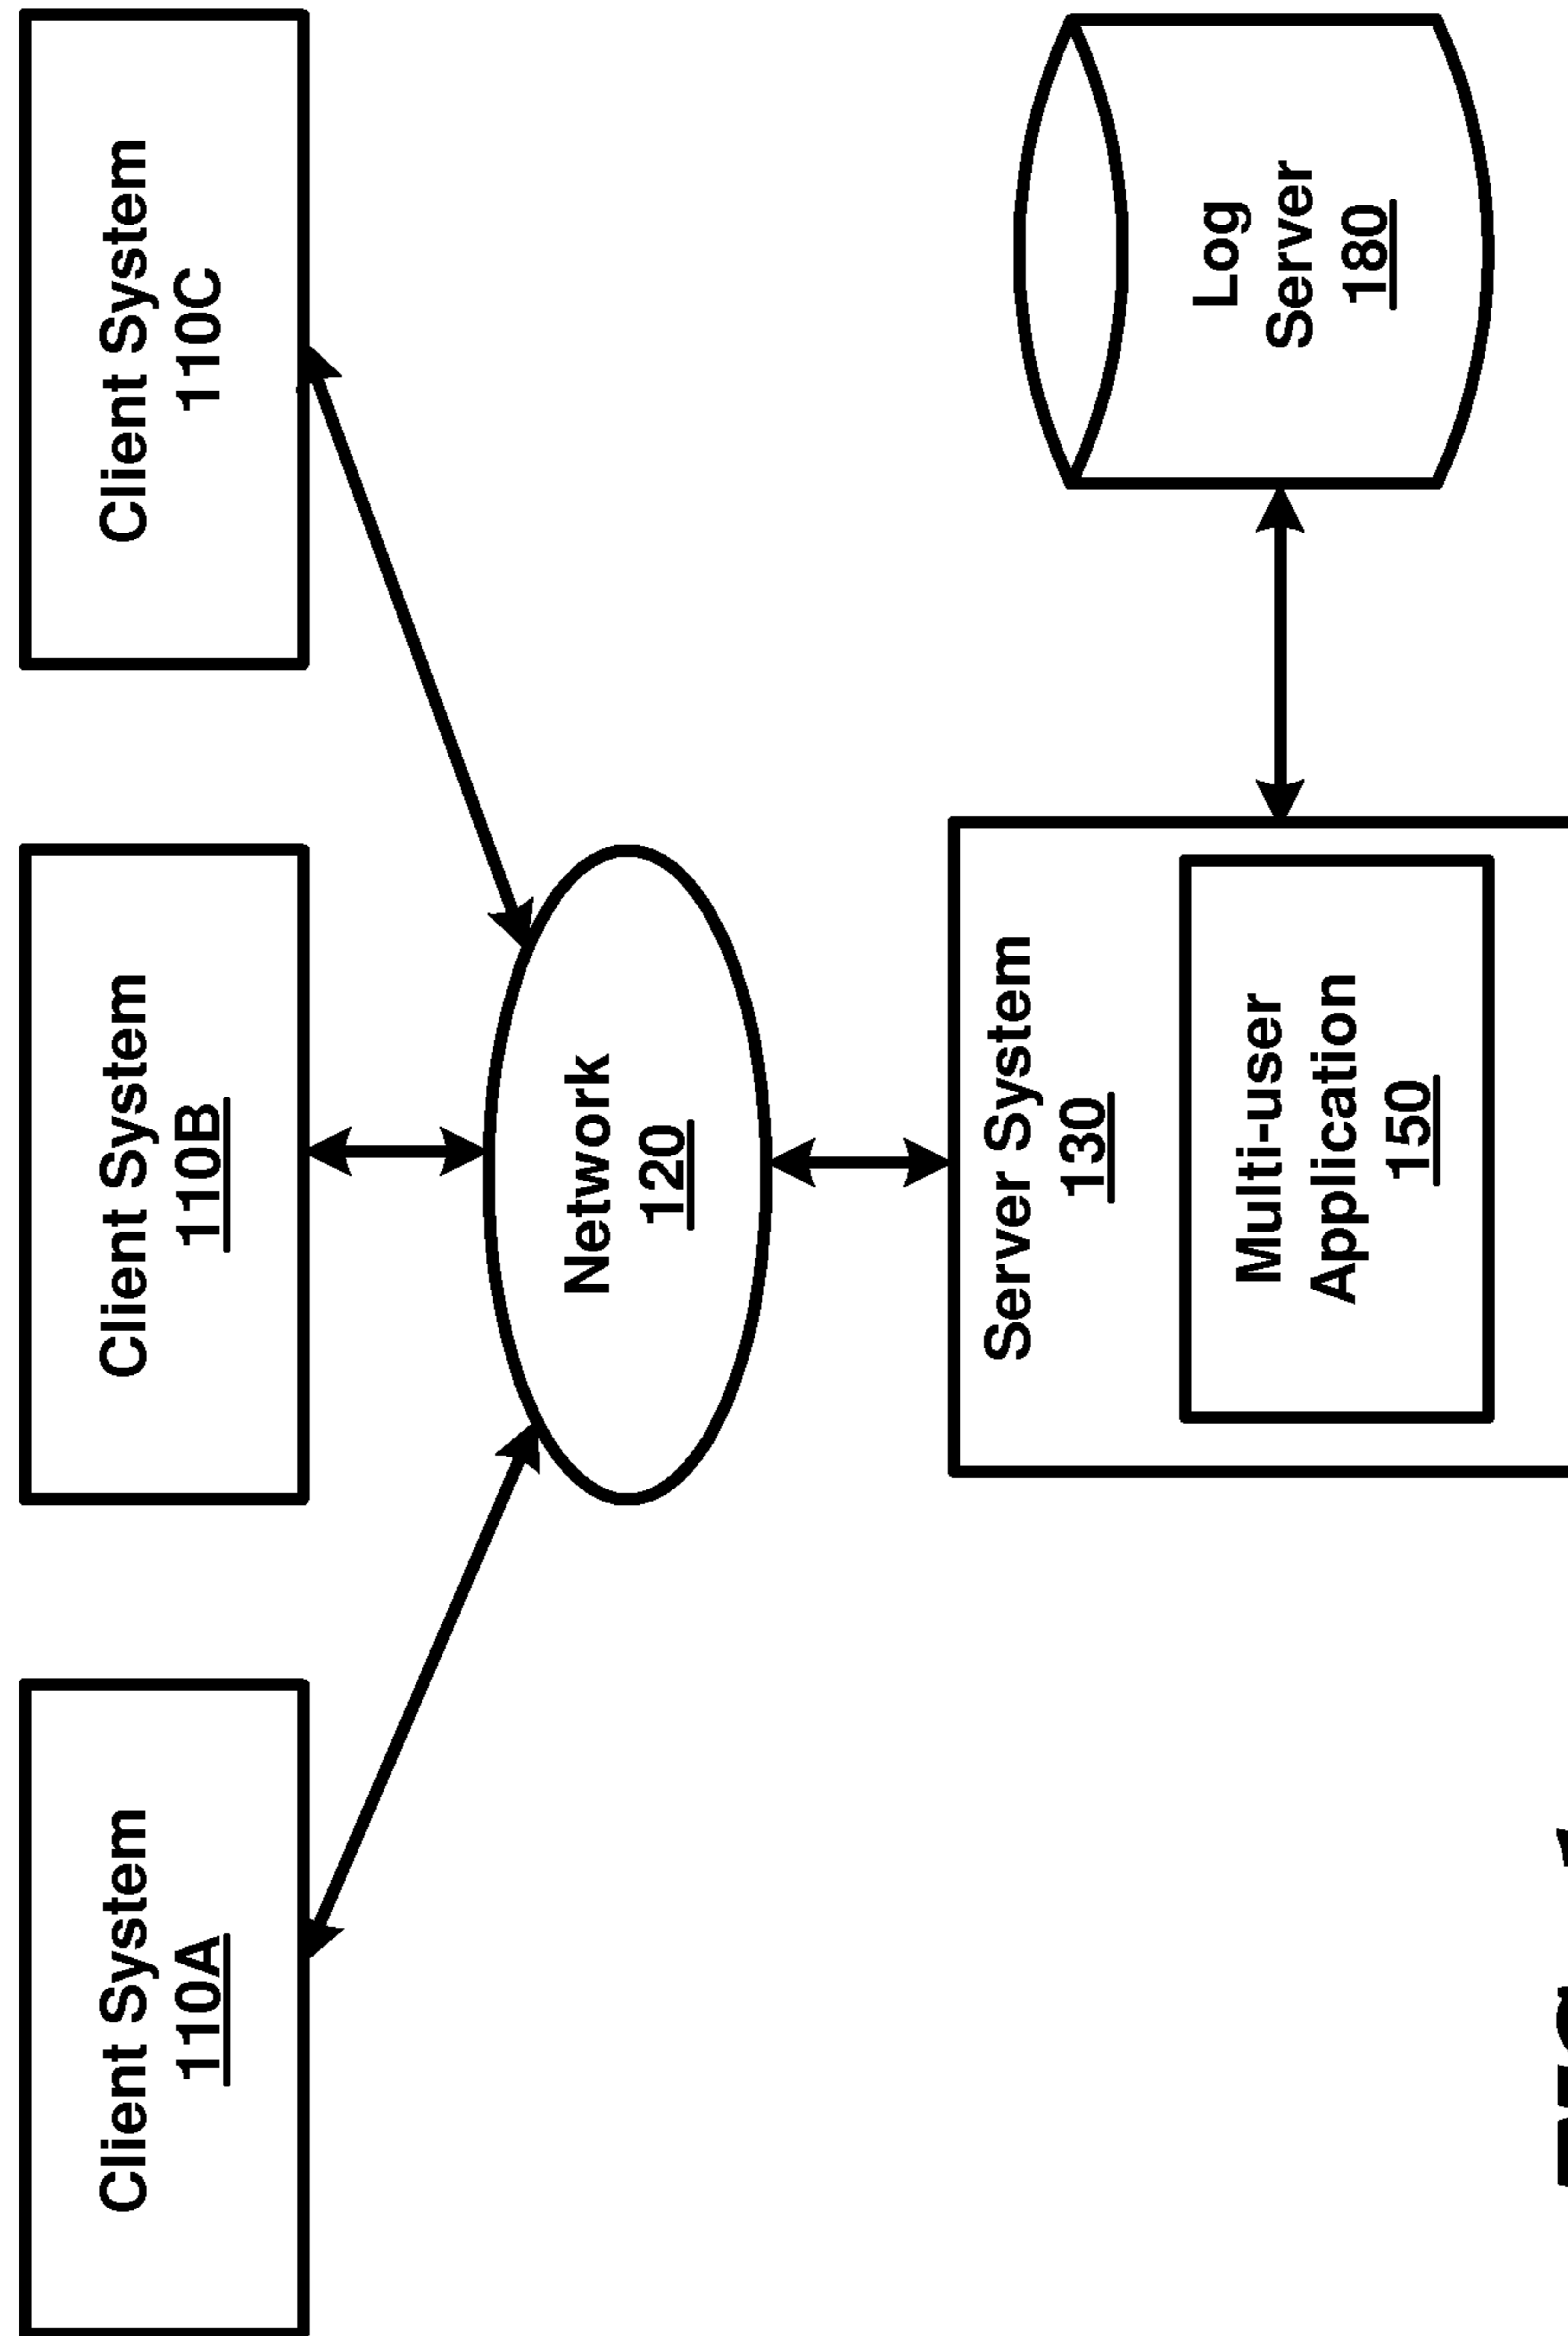 Client System
110A
Client System
110B
Client System
110C
Network
120
Server System
130
Multi-user
Application
150
Log
Server
180